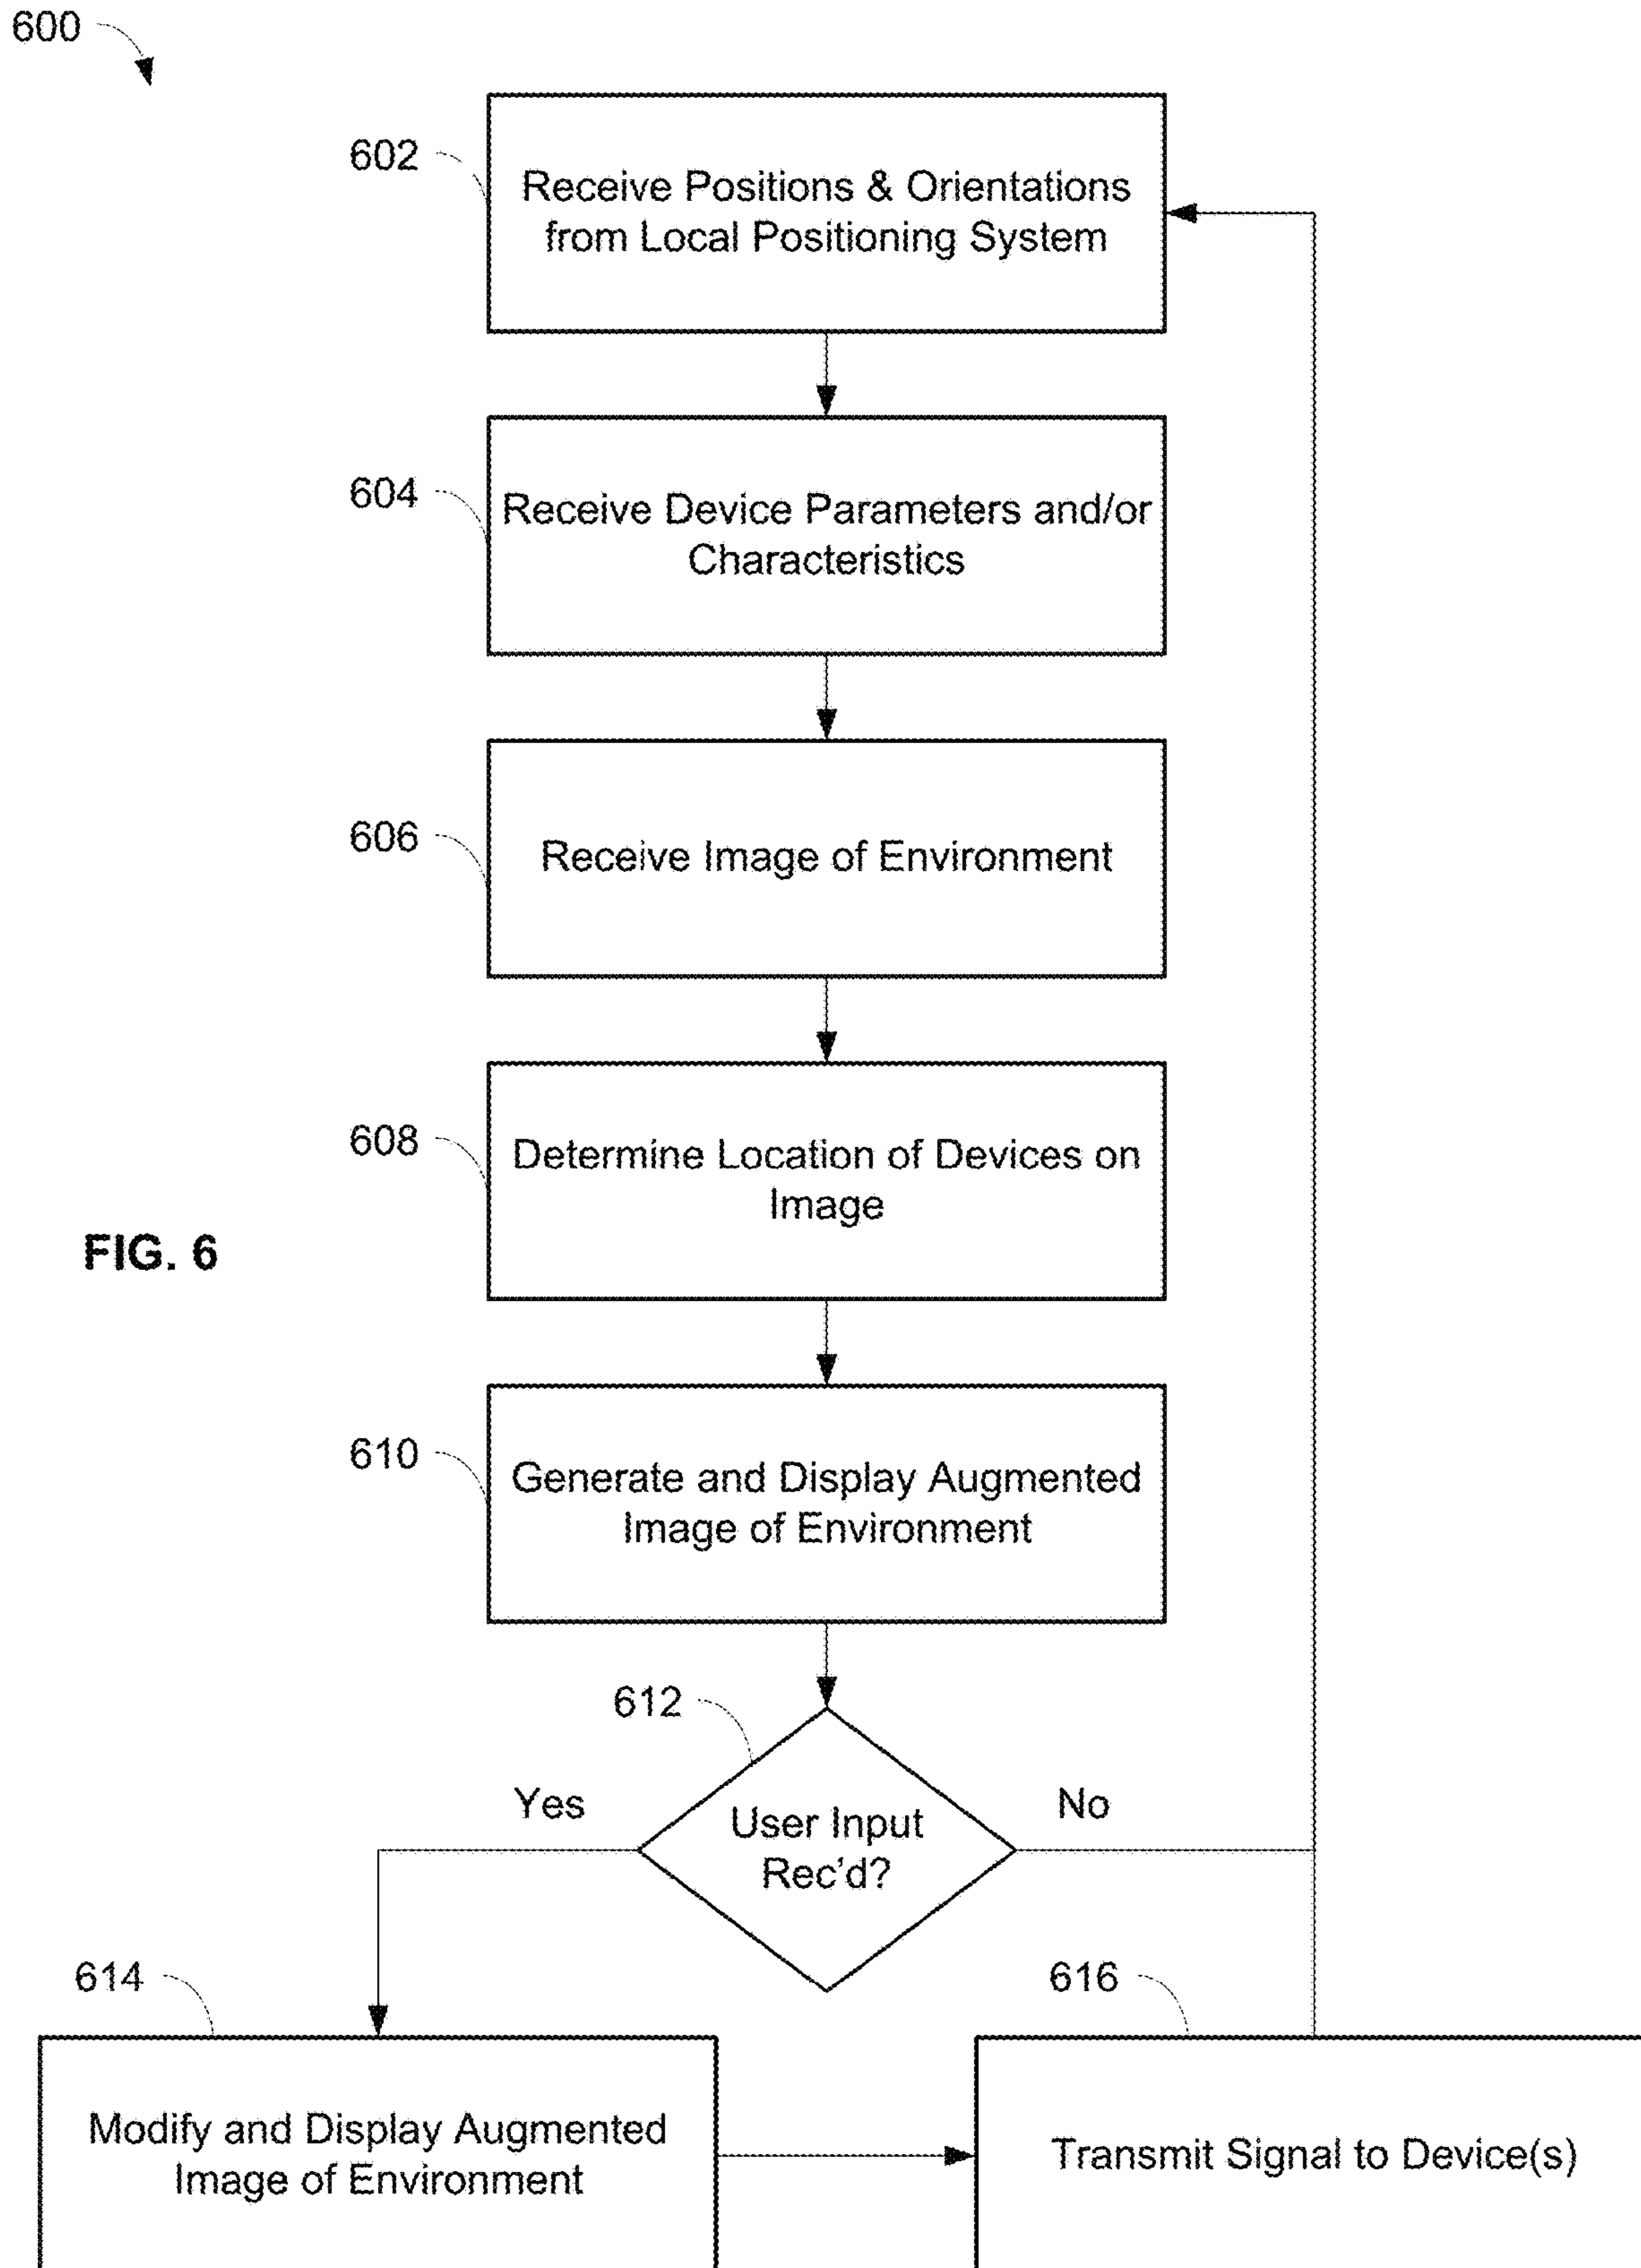 600
602
Receive Positions & Orientations
from Local Positioning System
604
Receive Device Parameters and/or
Characteristics
606
Receive Image of Environment
608
Determine Location of Devices on
Image
FIG. 6
610
Generate and Display Augmented
Image of Environment
612
Yes
No
User Input
Rec'd?
614
616
Modify and Display Augmented
Image of Environment
Transmit Signal to Device(s)